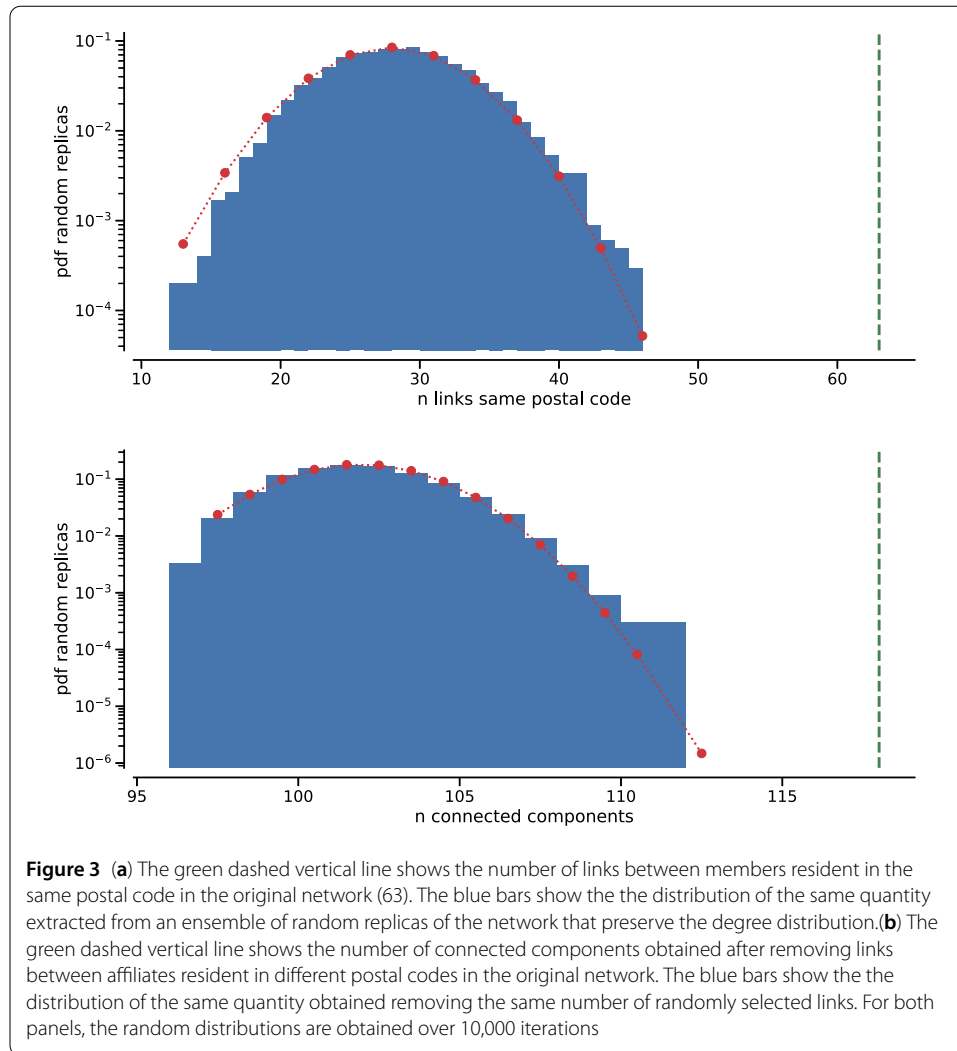 10⁻¹
10⁻²
10⁻³
10⁻⁴
pdf random replicas
10 20 30 40 50 60
n links same postal code
10⁻¹
10⁻²
10⁻³
10⁻⁴
10⁻⁵
10⁻⁶
pdf random replicas
95 100 105 110 115
n connected components
Figure 3 (a) The green dashed vertical line shows the number of links between members resident in the
same postal code in the original network (63). The blue bars show the the distribution of the same quantity
extracted from an ensemble of random replicas of the network that preserve the degree distribution.(b) The
green dashed vertical line shows the number of connected components obtained after removing links
between affiliates resident in different postal codes in the original network. The blue bars show the the
distribution of the same quantity obtained removing the same number of randomly selected links. For both
panels, the random distributions are obtained over 10,000 iterations